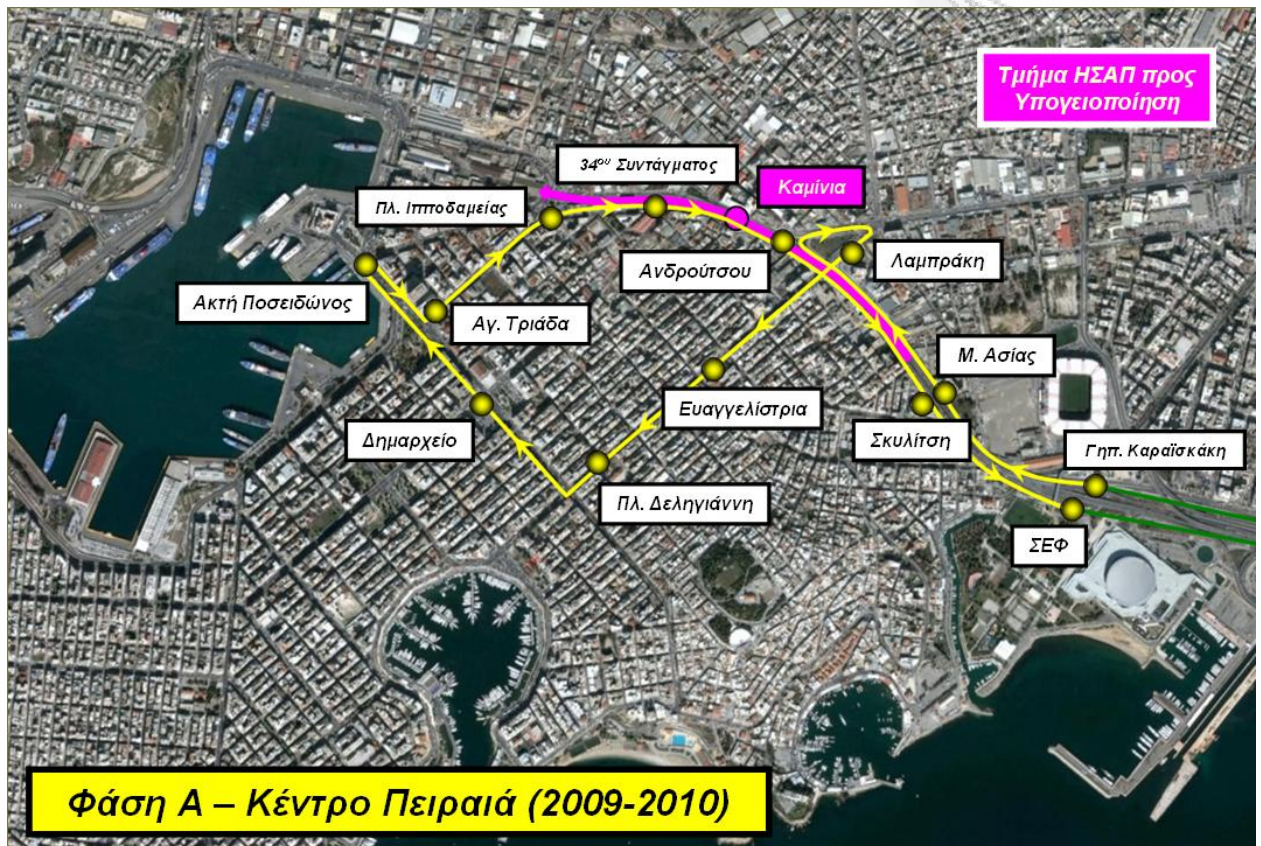 Τμήμα ΗΣΑΠ προς
Υπογειοποίηση
34ου Συντάγματος
Καμίνια
Πλ. Ιπποδαμείας
Ανδρούτσου
Λαμπράκη
Ακτή Ποσειδώνος
Αγ. Τριάδα
Μ. Ασίας
Ευαγγελίστρια
Δημαρχείο
Σκυλίτση
Γηπ. Καραϊσκάκη
Πλ. Δεληγιάννη
ΣΕΦ
Φάση Α – Κέντρο Πειραιά (2009-2010)